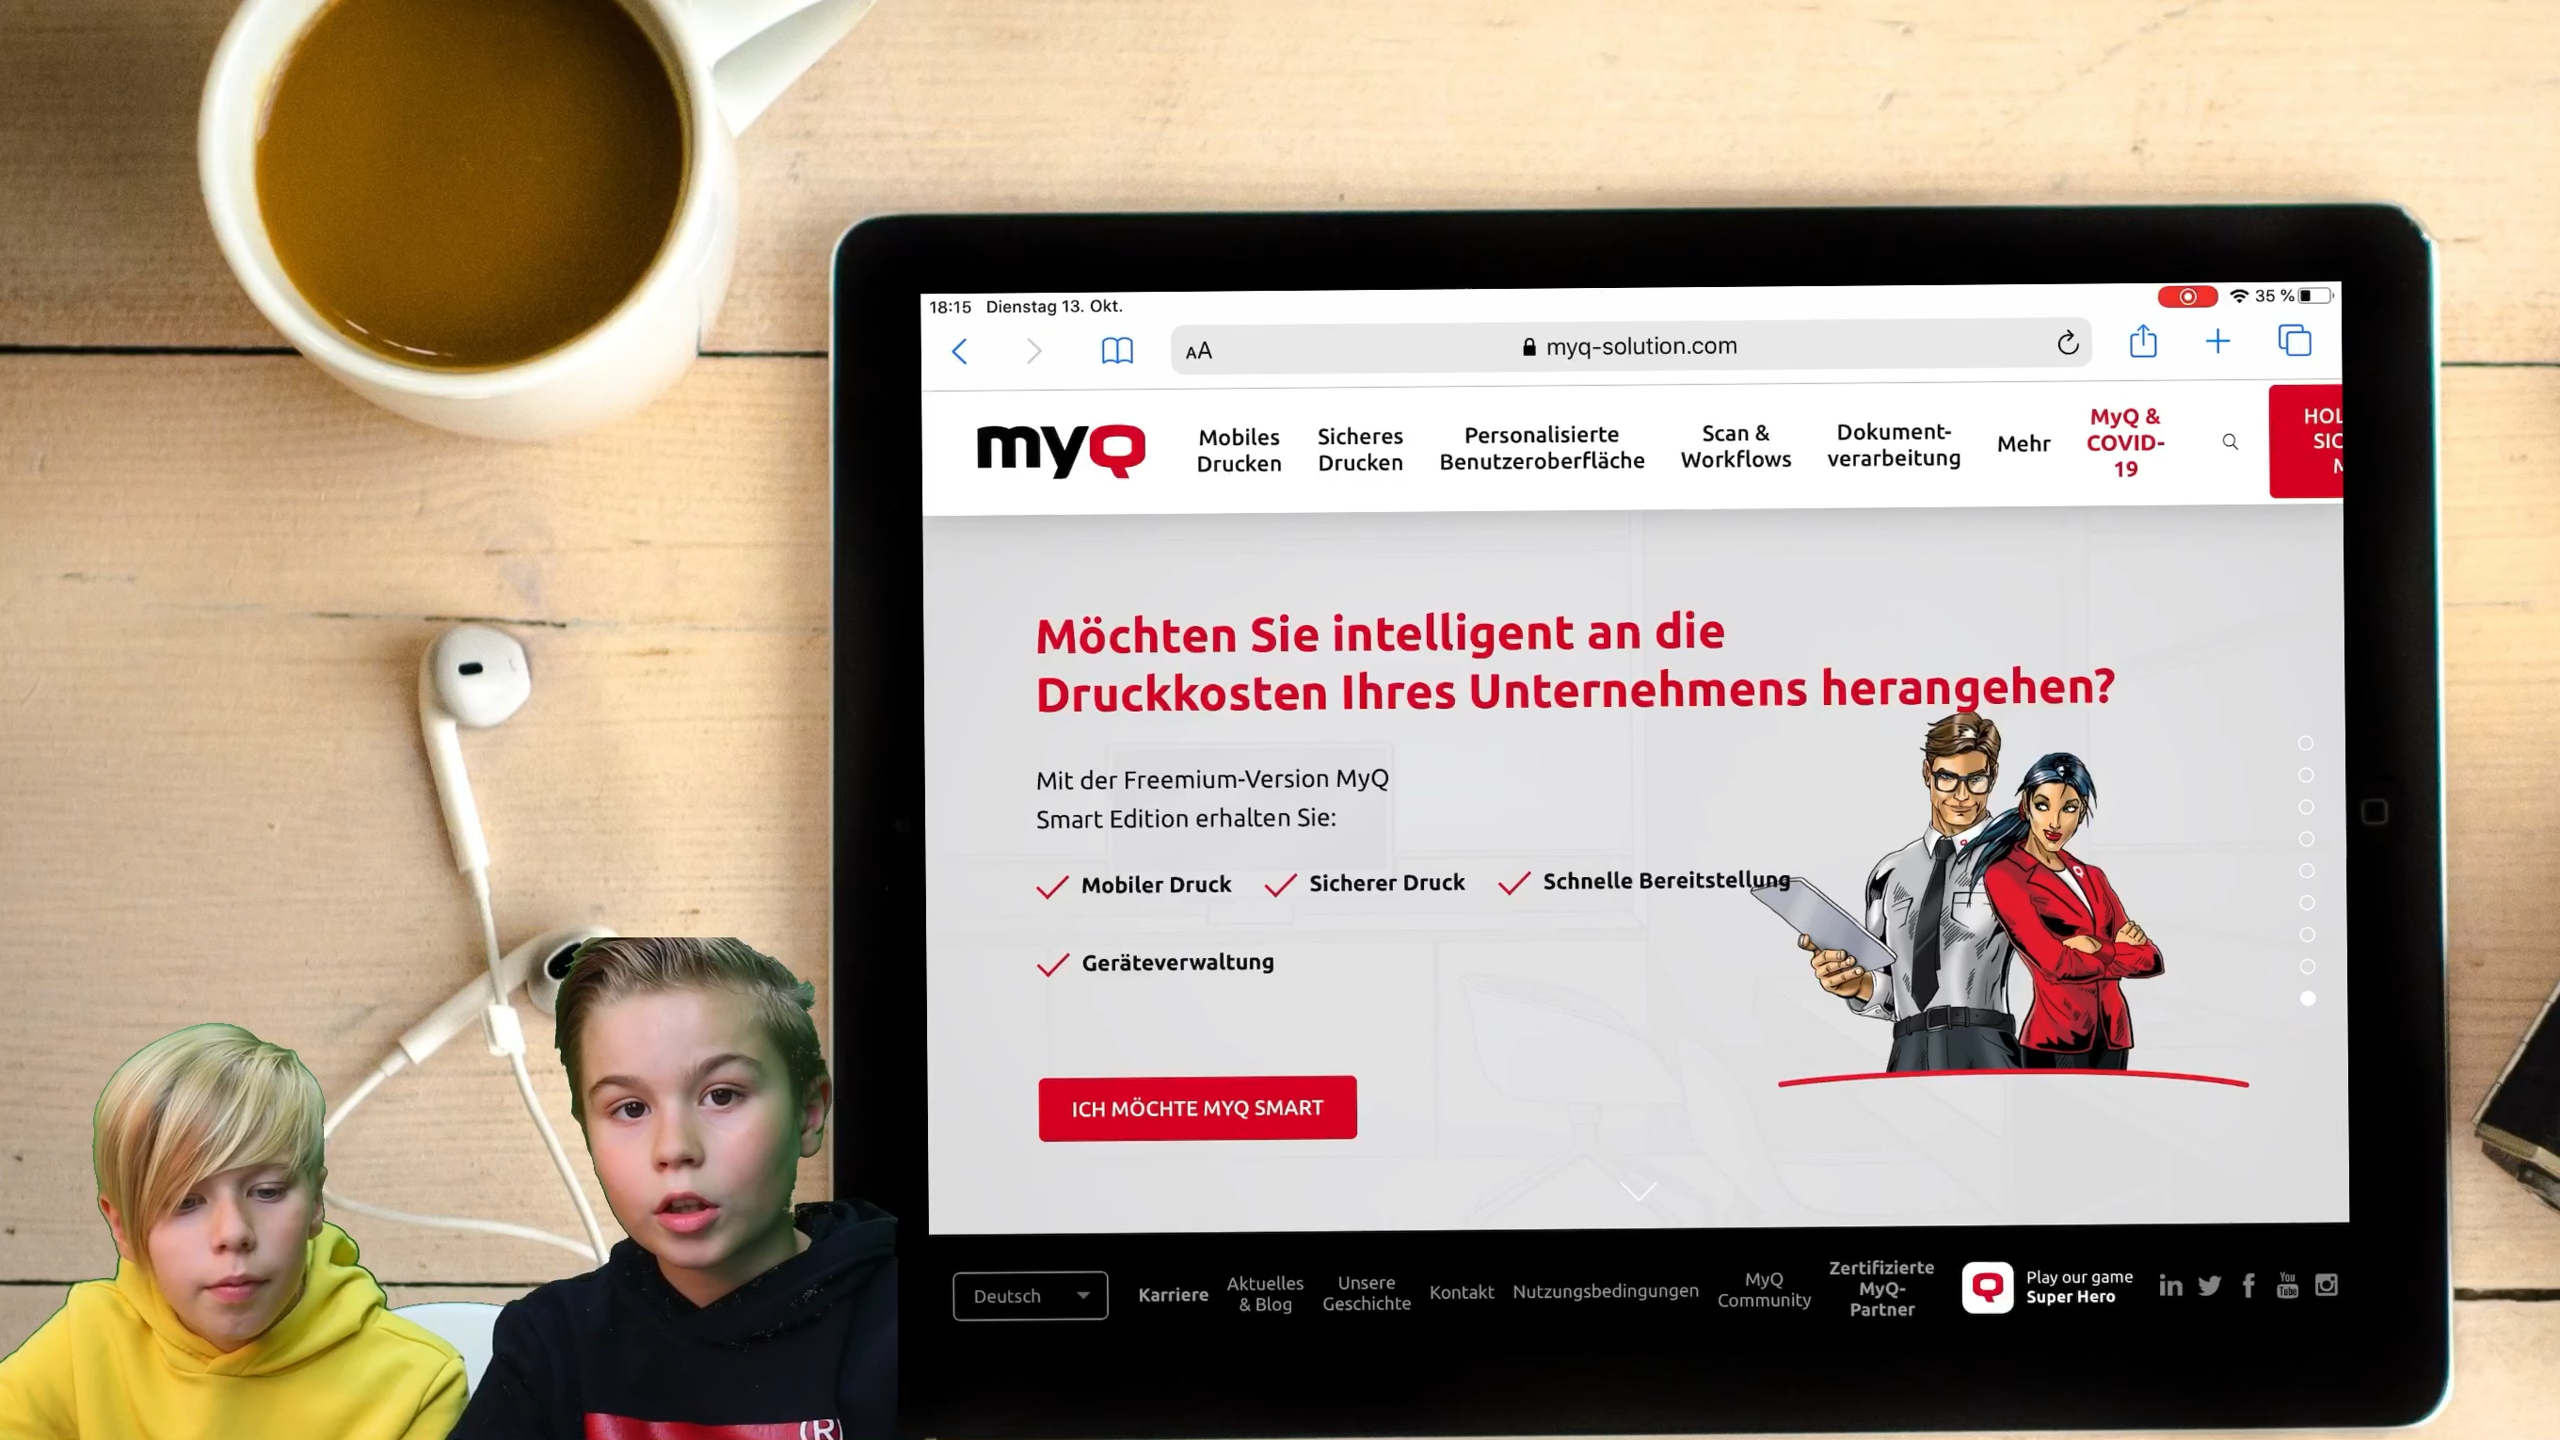 18:15 Dienstag 13. Okt.
35 %
AA myq-solution.com
myQ
Mobiles
Drucken
Sicheres
Drucken
Personalisierte
Benutzeroberfläche
Scan &
Workflows
Dokument-
verarbeitung
Mehr
MyQ &
COVID-
19
HOL
SIC
M
Möchten Sie intelligent an die
Druckkosten Ihres Unternehmens herangehen?
Mit der Freemium-Version MyQ
Smart Edition erhalten Sie:
Mobiler Druck Sicherer Druck Schnelle Bereitstellung
Geräteverwaltung
ICH MÖCHTE MYQ SMART
Deutsch
Karriere
Aktuelles
& Blog
Unsere
Geschichte
Kontakt
Nutzungsbedingungen
MyQ
Community
Zertifizierte
MyQ-
Partner
Q
Play our game
Super Hero
in
f
You
Tube
(R)